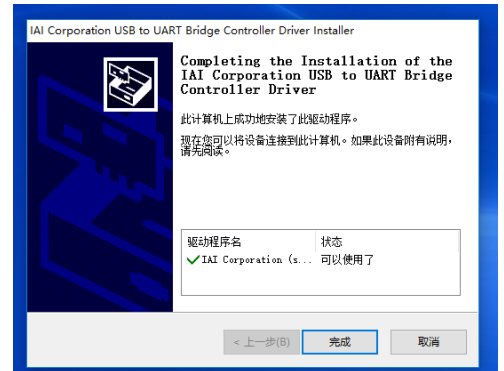 IAI Corporation USB to UART Bridge Controller Driver Installer
Completing the Installation of the
IAI Corporation USB to UART Bridge
Controller Driver
此计算机上成功地安装了此驱动程序。
现在您可以将设备连接到此计算机。如果此设备附有说明，
请先阅读。
驱动程序名 状态
IAI Corporation (s... 可以使用了
< 上一步(B) 完成 取消